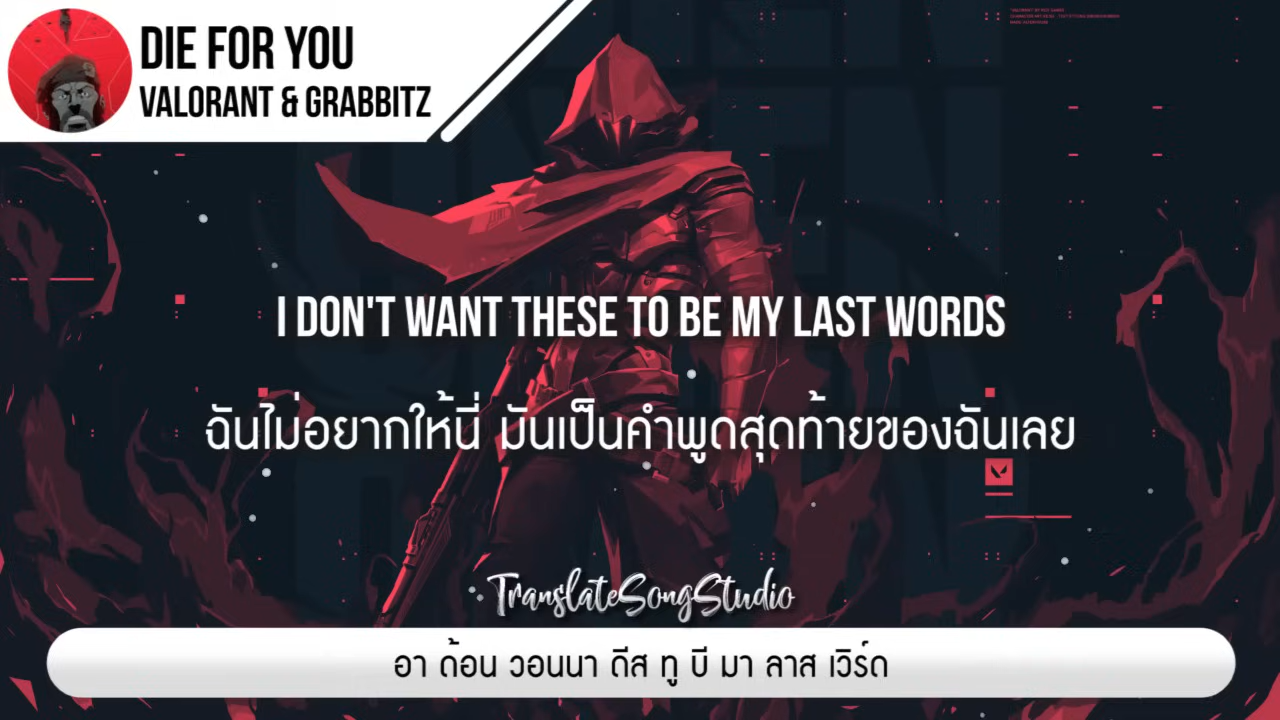 DIE FOR YOU
VALORANT & GRABBITZ
I DON'T WANT THESE TO BE MY LAST WORDS
ฉันไม่อยากให้นี่ มันเป็นคำพูดสุดท้ายของฉันเลย
TranslateSongStudio
อา ด้อน วอนนา ดีส ทู บี มา ลาส เวิร์ด